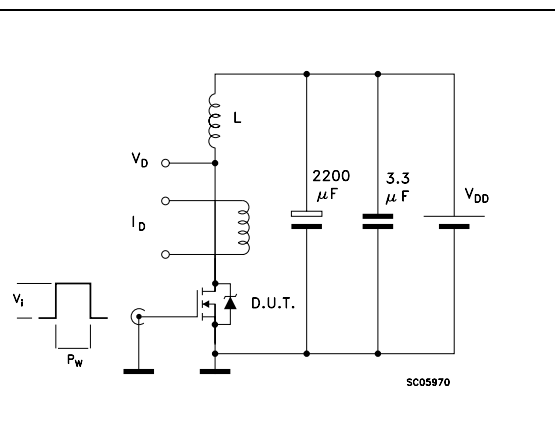 L
V_D
2200
μF
3.3
μF
V_DD
I_D
V_i
D.U.T.
P_W
SC05970